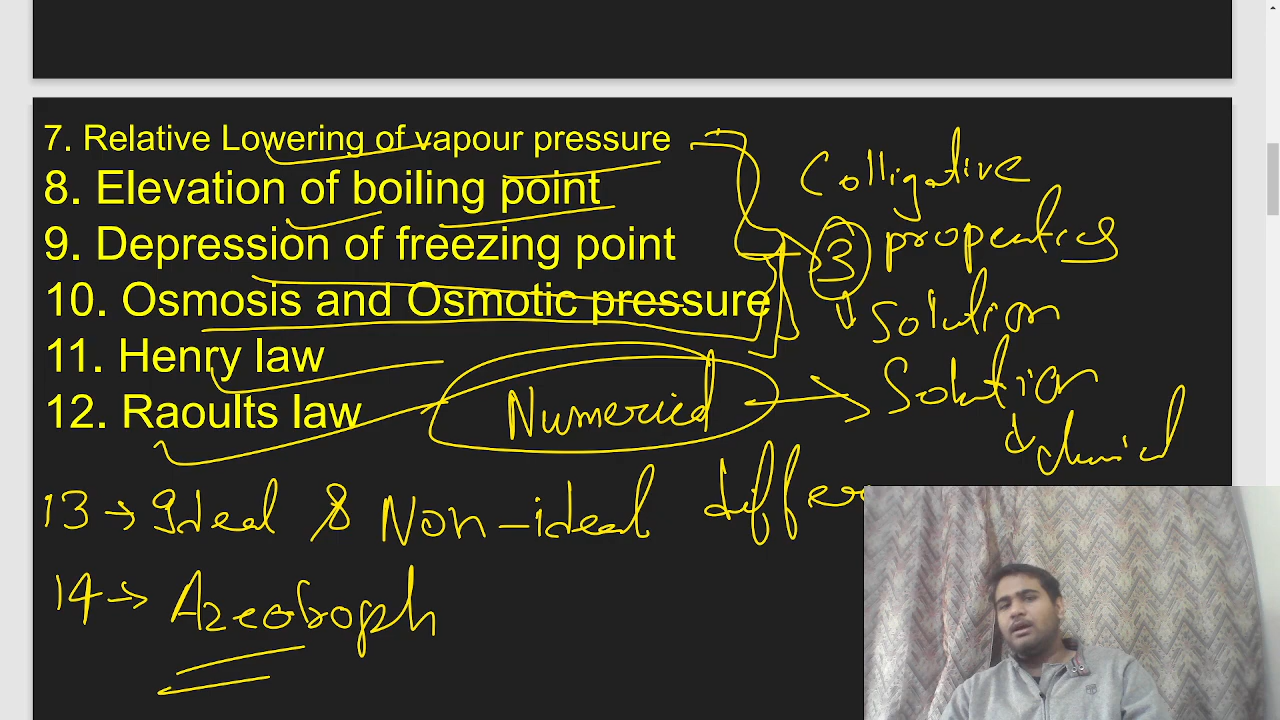 7. Relative Lowering of vapour pressure
8. Elevation of boiling point
9. Depression of freezing point
10. Osmosis and Osmotic pressure
11. Henry law
12. Raoults law
Colligative
3 properties
Solution
Numerical → Solution
13 → Ideal & Non-ideal differ
14 → Azeotroph